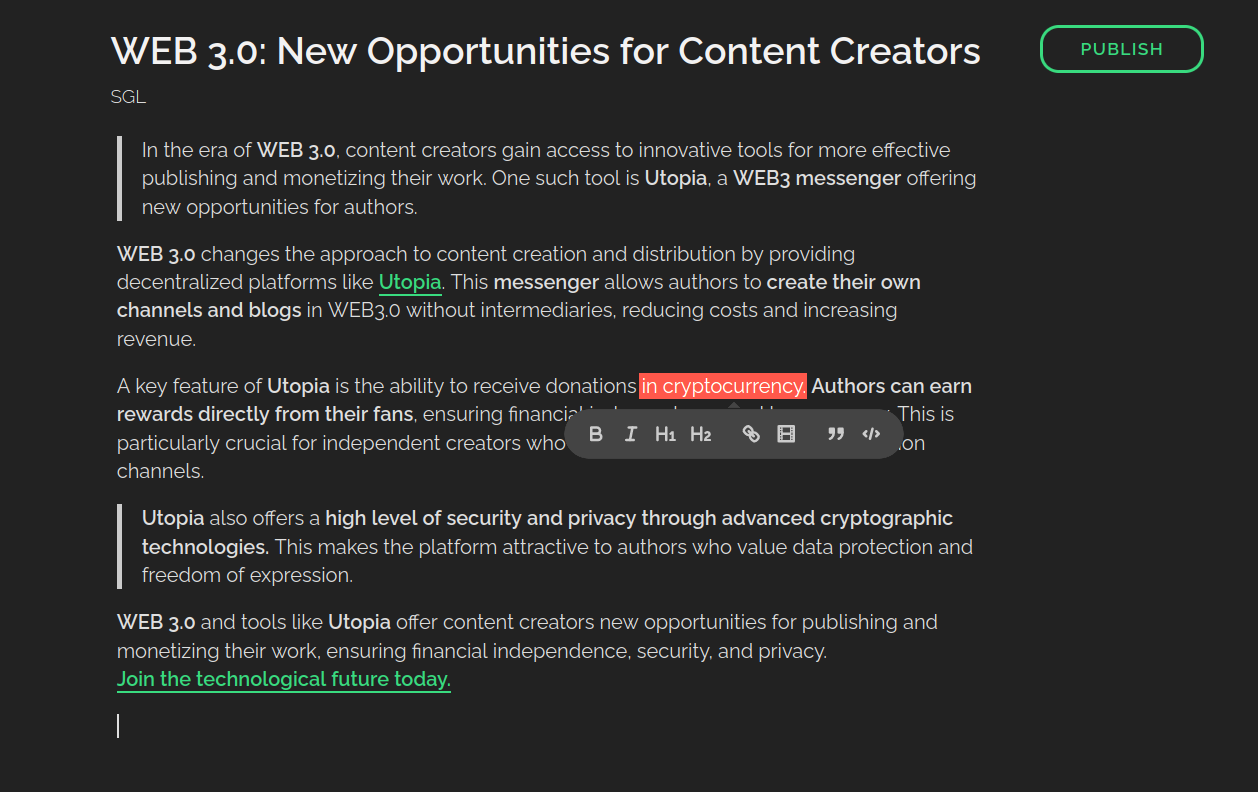 WEB 3.0: New Opportunities for Content Creators
PUBLISH
SGL
In the era of WEB 3.0, content creators gain access to innovative tools for more effective
publishing and monetizing their work. One such tool is Utopia, a WEB3 messenger offering
new opportunities for authors.
WEB 3.0 changes the approach to content creation and distribution by providing
decentralized platforms like Utopia. This messenger allows authors to create their own
channels and blogs in WEB3.0 without intermediaries, reducing costs and increasing
revenue.
A key feature of Utopia is the ability to receive donations in cryptocurrency. Authors can earn
rewards directly from their fans, ensuring financial This is
B I H1 H2
particularly crucial for independent creators who
channels.
Utopia also offers a high level of security and privacy through advanced cryptographic
technologies. This makes the platform attractive to authors who value data protection and
freedom of expression.
WEB 3.0 and tools like Utopia offer content creators new opportunities for publishing and
monetizing their work, ensuring financial independence, security, and privacy.
Join the technological future today.